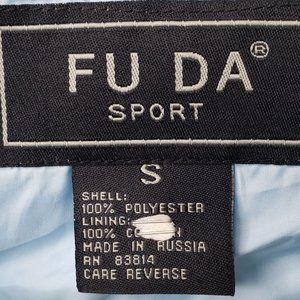 FU DA®
SPORT
S
SHELL:
100% POLYESTER
LINING:
100%
MADE IN RUSSIA
RN 83814
CARE REVERSE